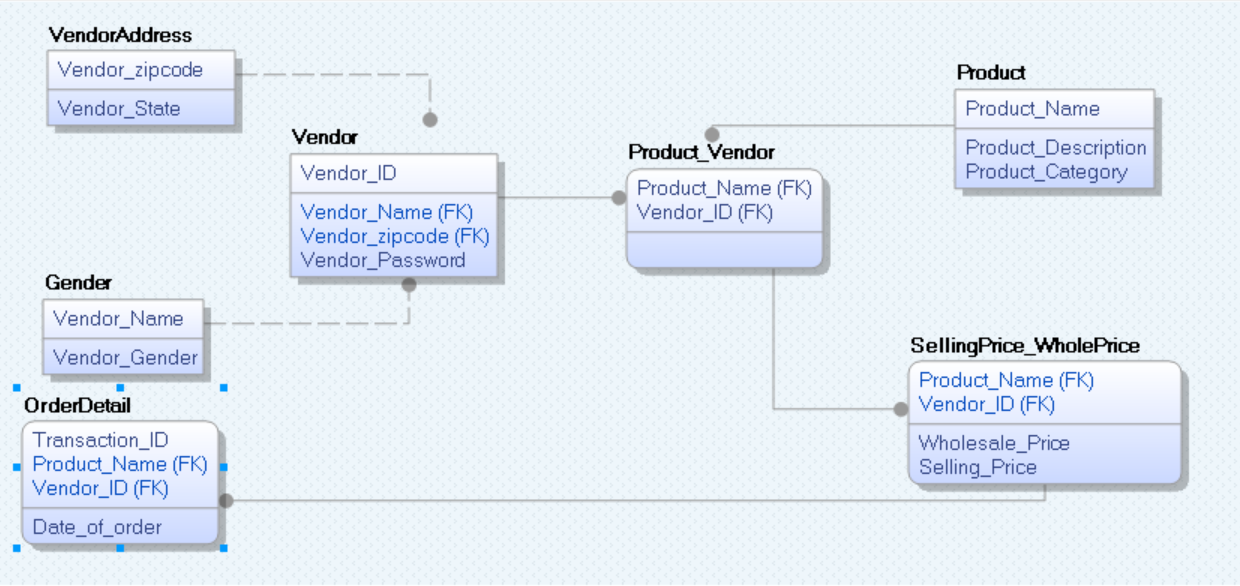 VendorAddress
Vendor_zipcode
Vendor_State
Vendor
Vendor_ID
Vendor_Name (FK)
Vendor_zipcode (FK)
Vendor_Password
Product_Vendor
Product_Name (FK)
Vendor_ID (FK)
Product
Product_Name
Product_Description
Product_Category
Gender
Vendor_Name
Vendor_Gender
OrderDetail
Transaction_ID
Product_Name (FK)
Vendor_ID (FK)
Date_of_order
SellingPrice_WholePrice
Product_Name (FK)
Vendor_ID (FK)
Wholesale_Price
Selling_Price